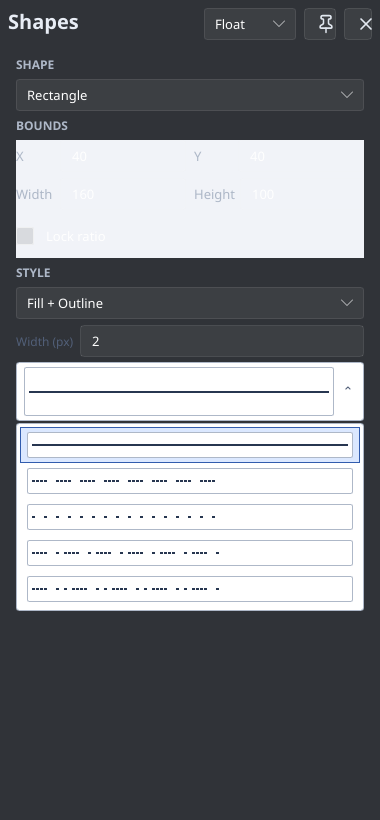 Shapes Float
SHAPE
Rectangle
BOUNDS
X 40 Y 40
Width 160 Height 100
Lock ratio
STYLE
Fill + Outline
Width (px) 2